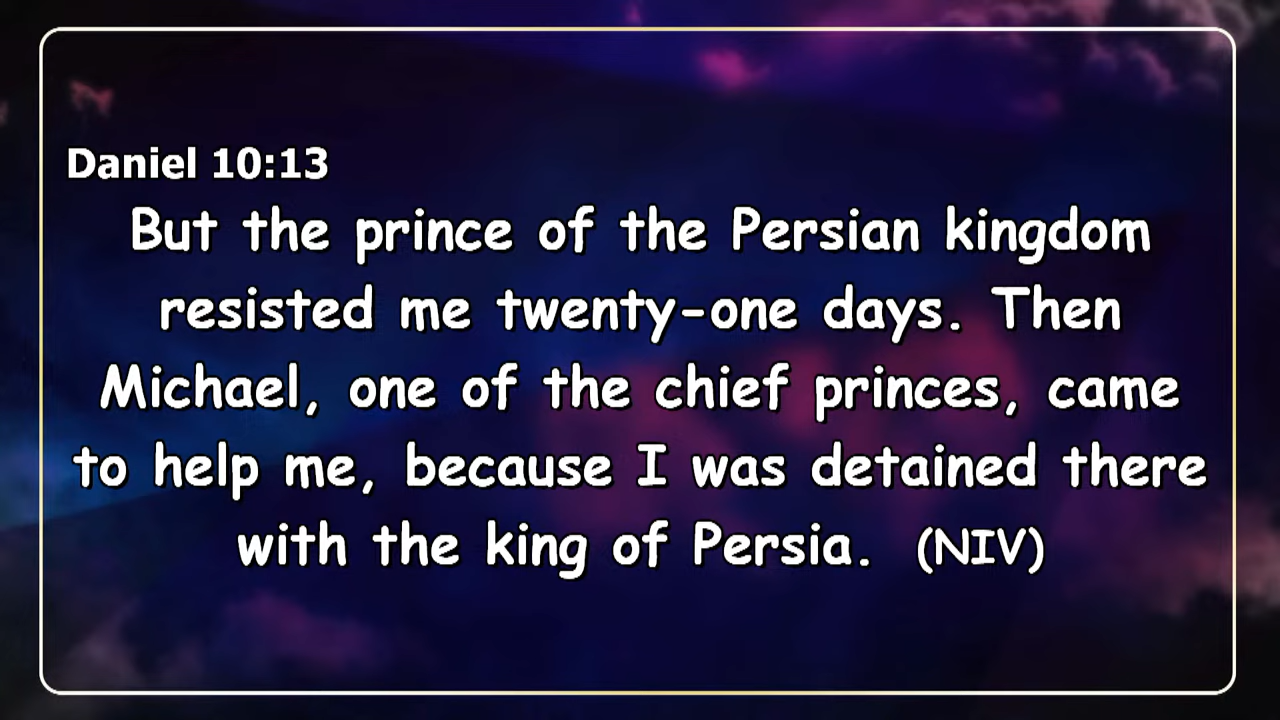 Daniel 10:13
But the prince of the Persian kingdom
resisted me twenty-one days. Then
Michael, one of the chief princes, came
to help me, because I was detained there
with the king of Persia. (NIV)